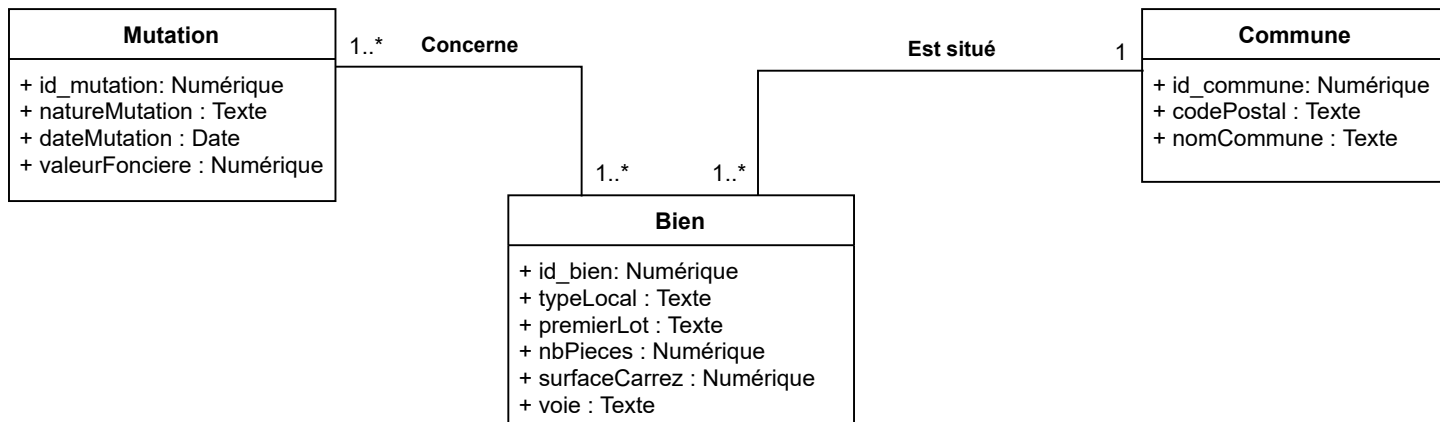 Mutation
+ id_mutation: Numérique
+ natureMutation : Texte
+ dateMutation : Date
+ valeurFonciere : Numérique
1..*
Concerne
1..*
Est situé
1
1..*
Commune
+ id_commune: Numérique
+ codePostal : Texte
+ nomCommune : Texte
Bien
+ id_bien: Numérique
+ typeLocal : Texte
+ premierLot : Texte
+ nbPieces : Numérique
+ surfaceCarrez : Numérique
+ voie : Texte